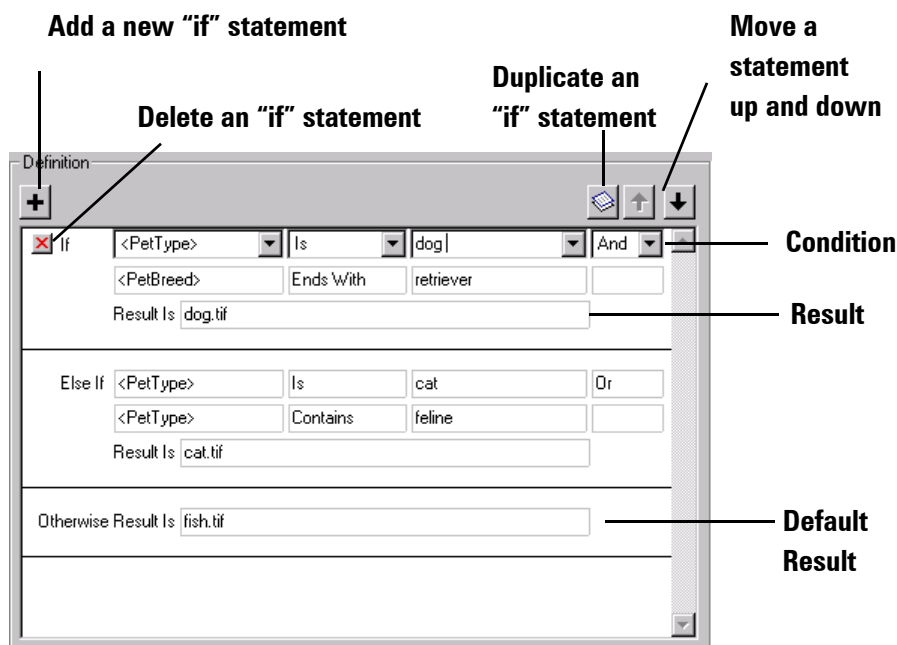 Add a new “if” statement
Move a
statement
up and down
Duplicate an
“if” statement
Delete an “if” statement
Definition
If <PetType> Is dog And
Condition
<PetBreed> Ends With retriever
Result Is dog.tif
Result
Else If <PetType> Is cat Or
<PetType> Contains feline
Result Is cat.tif
Otherwise Result Is fish.tif
Default
Result